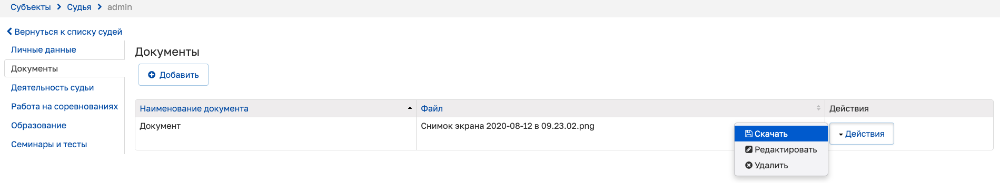 Субъекты > Судья > admin
Вернуться к списку судей
Личные данные
Документы
Деятельность судьи
Работа на соревнованиях
Образование
Семинары и тесты
Документы
Добавить
Наименование документа Файл Действия
Документ Снимок экрана 2020-08-12 в 09.23.02.png Действия
Скачать
Редактировать
Удалить